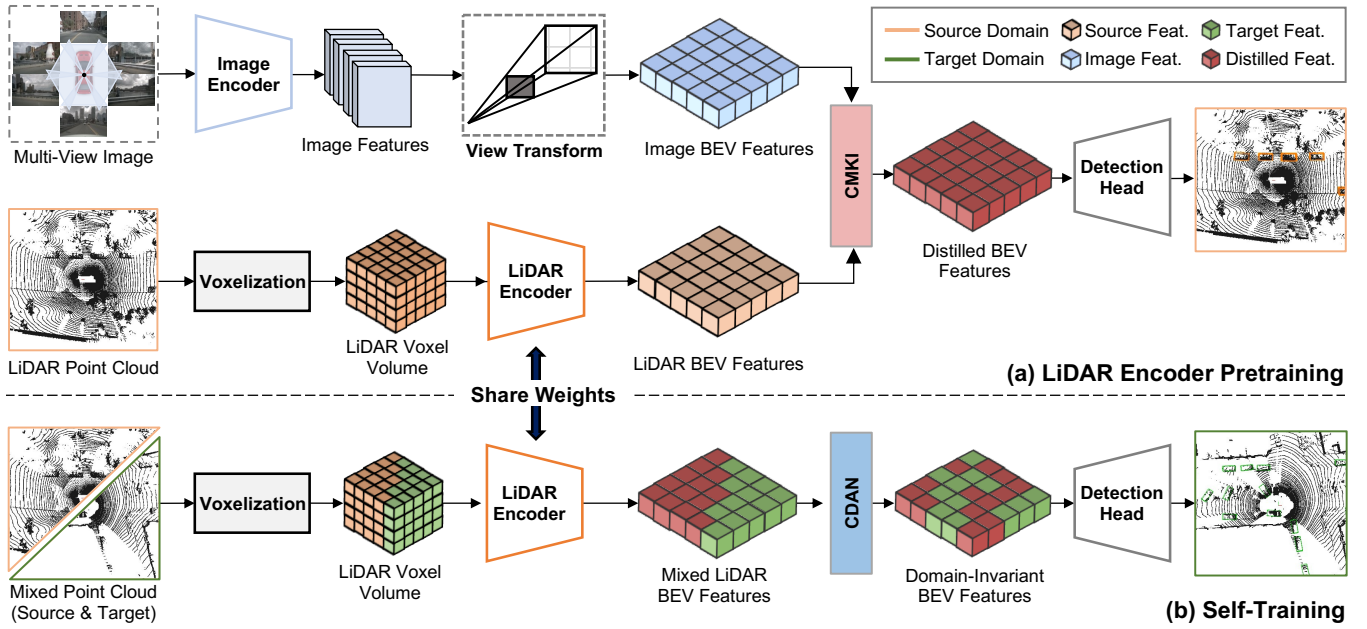 Image
Encoder
Multi-View Image
Image Features
View Transform
Image BEV Features
Source Domain
Target Domain
Source Feat.
Image Feat.
Target Feat.
Distilled Feat.
CMKI
Distilled BEV
Features
Detection
Head
LiDAR Point Cloud
Voxelization
LiDAR Voxel
Volume
LiDAR
Encoder
LiDAR BEV Features
(a) LiDAR Encoder Pretraining
Share Weights
Mixed Point Cloud
(Source & Target)
Voxelization
LiDAR Voxel
Volume
LiDAR
Encoder
Mixed LiDAR
BEV Features
CDAN
Domain-Invariant
BEV Features
Detection
Head
(b) Self-Training